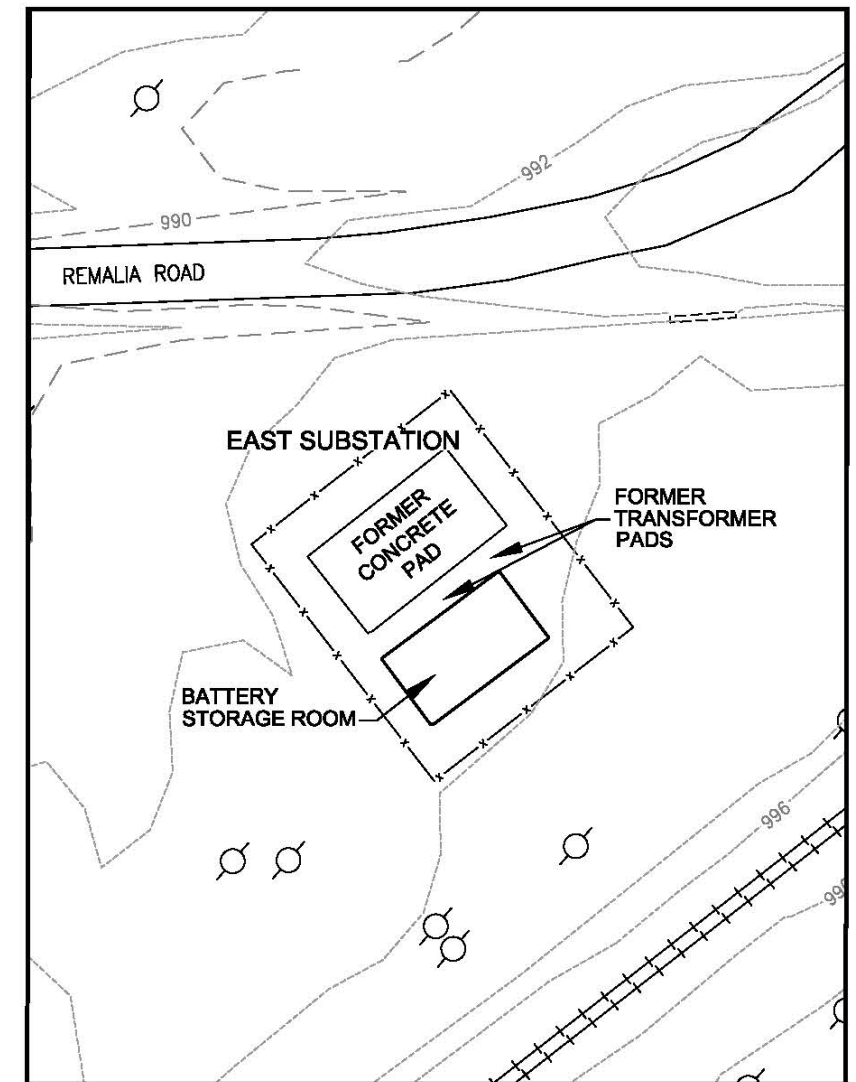 992
990
REMALIA ROAD
EAST SUBSTATION
FORMER
CONCRETE
PAD
FORMER
TRANSFORMER
PADS
BATTERY
STORAGE ROOM
996